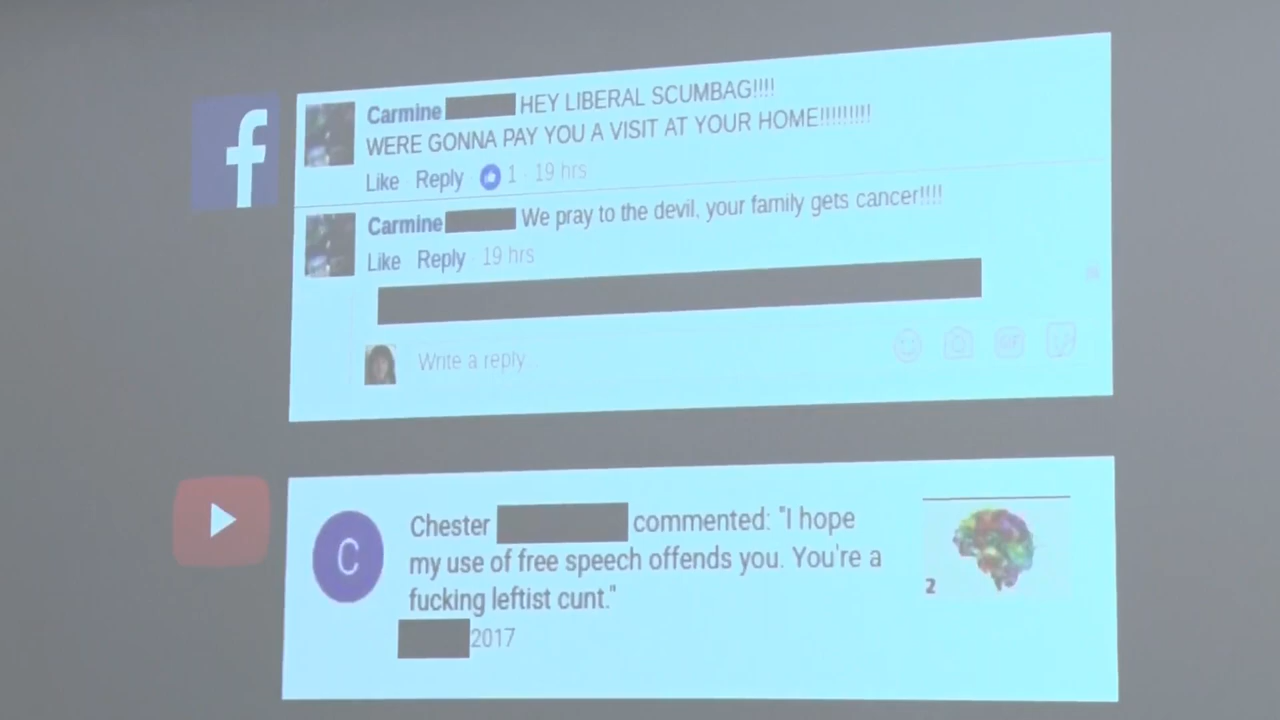 Carmine HEY LIBERAL SCUMBAG!!!!
WERE GONNA PAY YOU A VISIT AT YOUR HOME!!!!!!!!!
Like Reply 1 · 19 hrs
Carmine We pray to the devil, your family gets cancer!!!!
Like Reply · 19 hrs
Write a reply...
GIF
C
Chester commented: "I hope
my use of free speech offends you. You're a
fucking leftist cunt."
2017
2